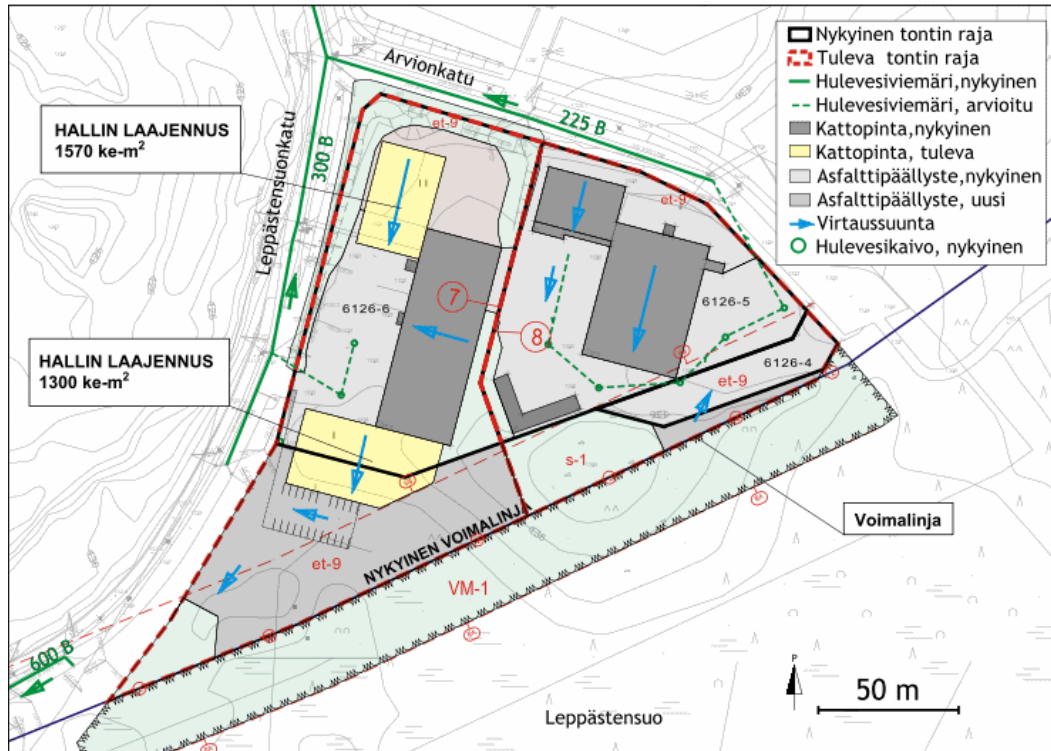 Nykyinen tontin raja
Tuleva tontin raja
Hulevesiviemäri,nykyinen
Hulevesiviemäri, arvioitu
Kattopinta,nykyinen
Kattopinta, tuleva
Asfalttipäällyste,nykyinen
Asfalttipäällyste, uusi
Virtaussuunta
Hulevesikaivo, nykyinen
Arvionkatu
225 B
et-9
HALLIN LAAJENNUS
1570 ke-m²
300 B
Leppästensuonkatu
II
et-9
7
6126-6
6126-5
8
HALLIN LAAJENNUS
1300 ke-m²
6126-4
et-9
I
s-1
Voimalinja
NYKYINEN VOIMALINJA
et-9
VM-1
600 B
P
50 m
Leppästensuo